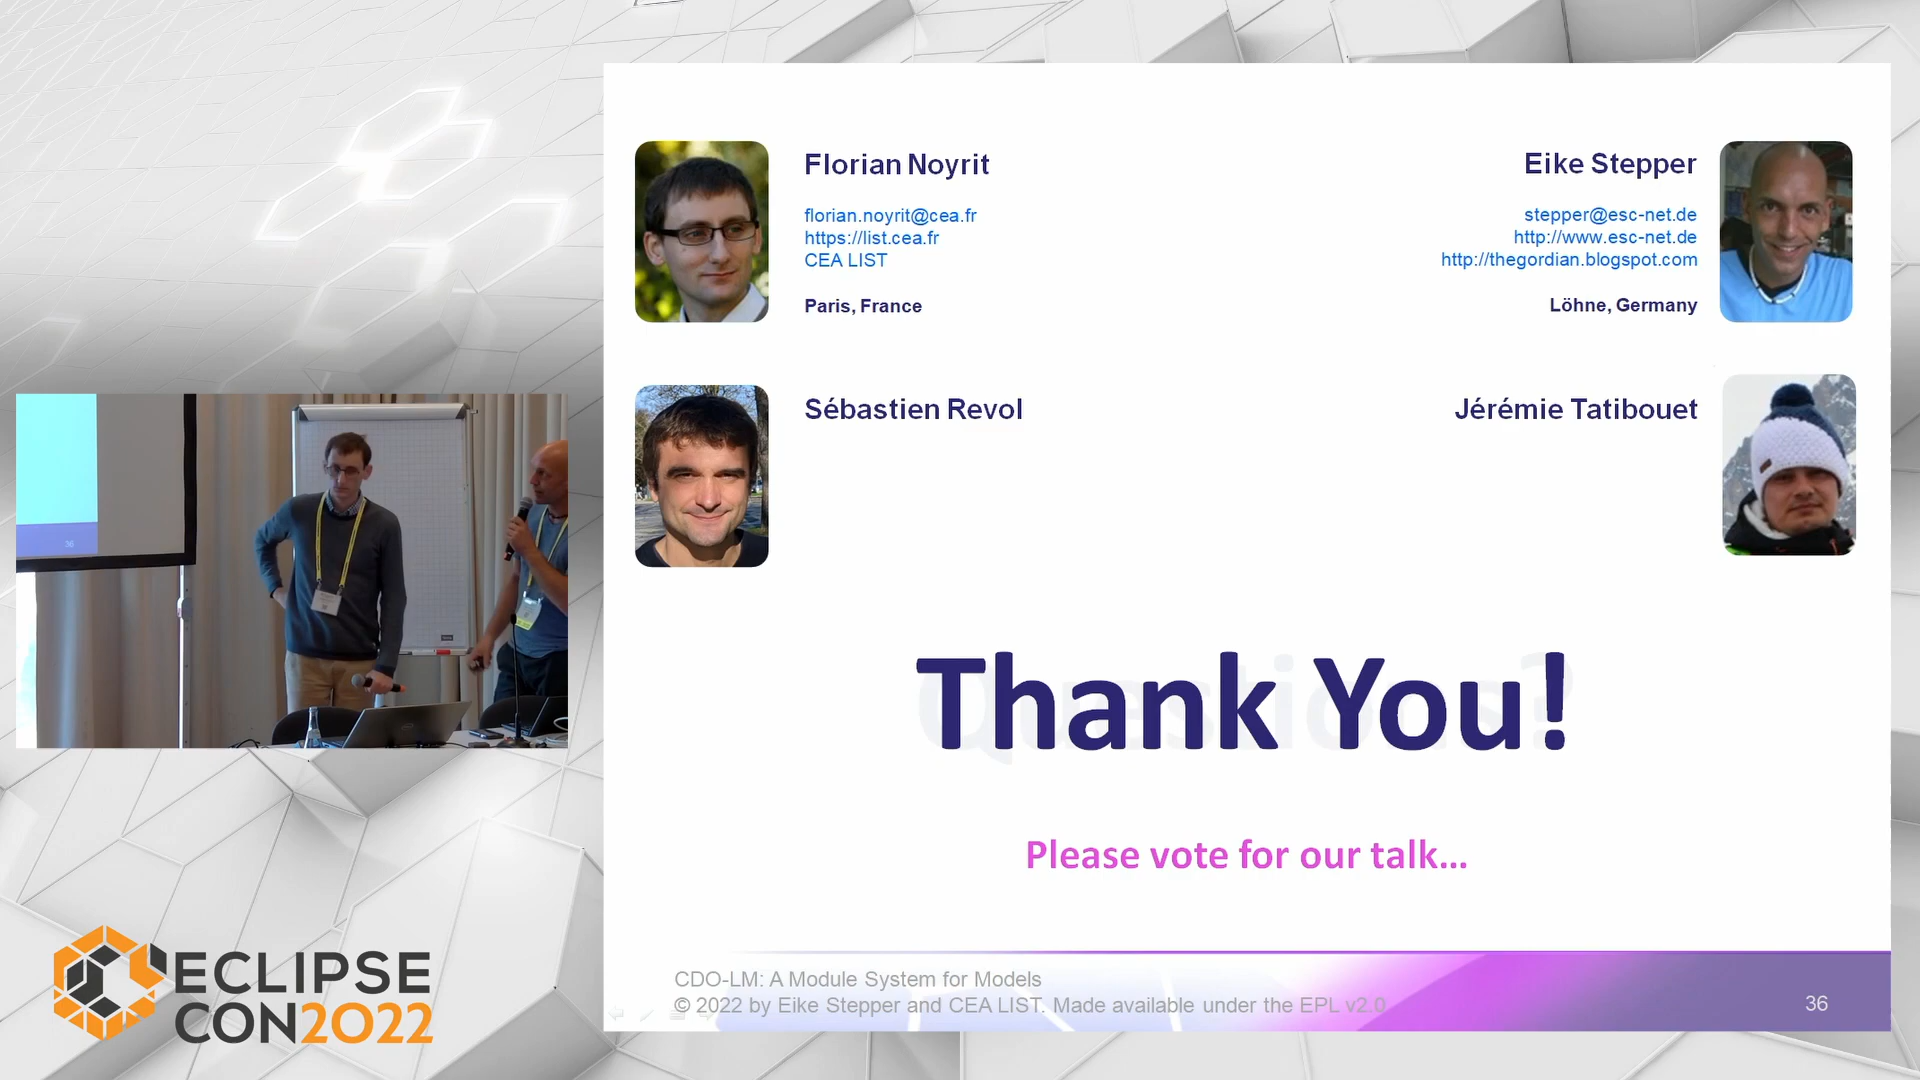 Florian Noyrit
florian.noyrit@cea.fr
https://list.cea.fr
CEA LIST
Paris, France
Eike Stepper
stepper@esc-net.de
http://www.esc-net.de
http://thegordian.blogspot.com
Löhne, Germany
Sébastien Revol
Jérémie Tatibouet
Thank You!
Please vote for our talk...
CDO-LM: A Module System for Models
© 2022 by Eike Stepper and CEA LIST. Made available under the EPL v2.0
36
36
ECLIPSE
CON2022